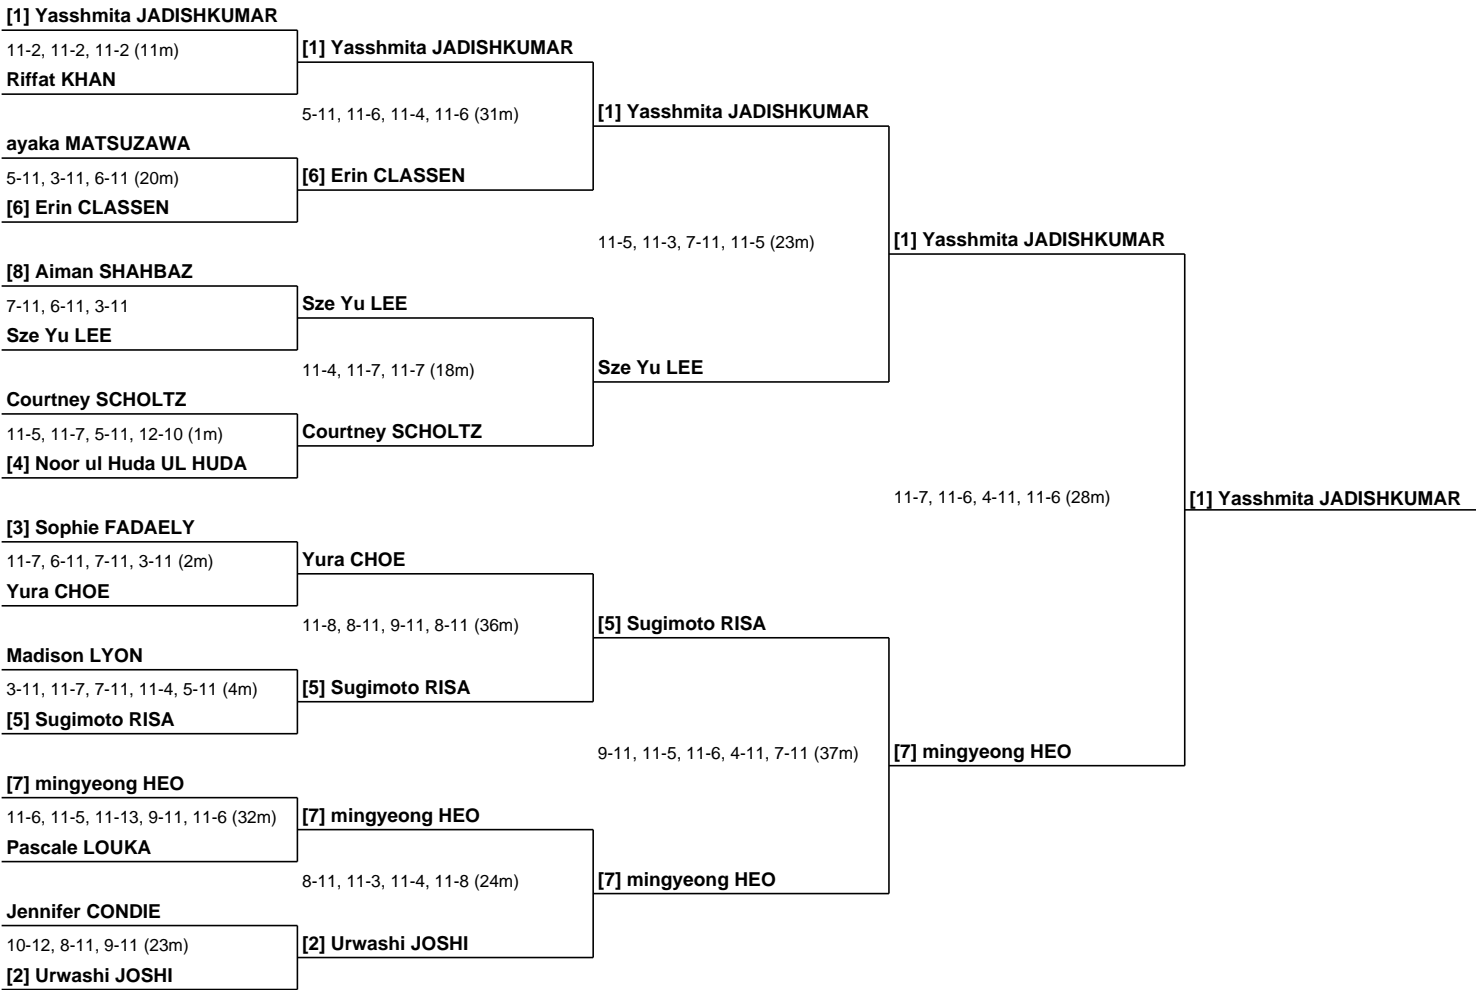 [1] Yasshmita JADISHKUMAR
11-2, 11-2, 11-2 (11m)
Riffat KHAN
ayaka MATSUZAWA
5-11, 3-11, 6-11 (20m)
[6] Erin CLASSEN
[8] Aiman SHAHBAZ
7-11, 6-11, 3-11
Sze Yu LEE
Courtney SCHOLTZ
11-5, 11-7, 5-11, 12-10 (1m)
[4] Noor ul Huda UL HUDA
[3] Sophie FADAELY
11-7, 6-11, 7-11, 3-11 (2m)
Yura CHOE
Madison LYON
3-11, 11-7, 7-11, 11-4, 5-11 (4m)
[5] Sugimoto RISA
[7] mingyeong HEO
11-6, 11-5, 11-13, 9-11, 11-6 (32m)
Pascale LOUKA
Jennifer CONDIE
10-12, 8-11, 9-11 (23m)
[2] Urwashi JOSHI
[1] Yasshmita JADISHKUMAR
5-11, 11-6, 11-4, 11-6 (31m)
[6] Erin CLASSEN
Sze Yu LEE
11-4, 11-7, 11-7 (18m)
Courtney SCHOLTZ
Yura CHOE
11-8, 8-11, 9-11, 8-11 (36m)
[5] Sugimoto RISA
[7] mingyeong HEO
8-11, 11-3, 11-4, 11-8 (24m)
[2] Urwashi JOSHI
[1] Yasshmita JADISHKUMAR
11-5, 11-3, 7-11, 11-5 (23m)
Sze Yu LEE
[5] Sugimoto RISA
9-11, 11-5, 11-6, 4-11, 7-11 (37m)
[7] mingyeong HEO
[1] Yasshmita JADISHKUMAR
11-7, 11-6, 4-11, 11-6 (28m)
[7] mingyeong HEO
[1] Yasshmita JADISHKUMAR